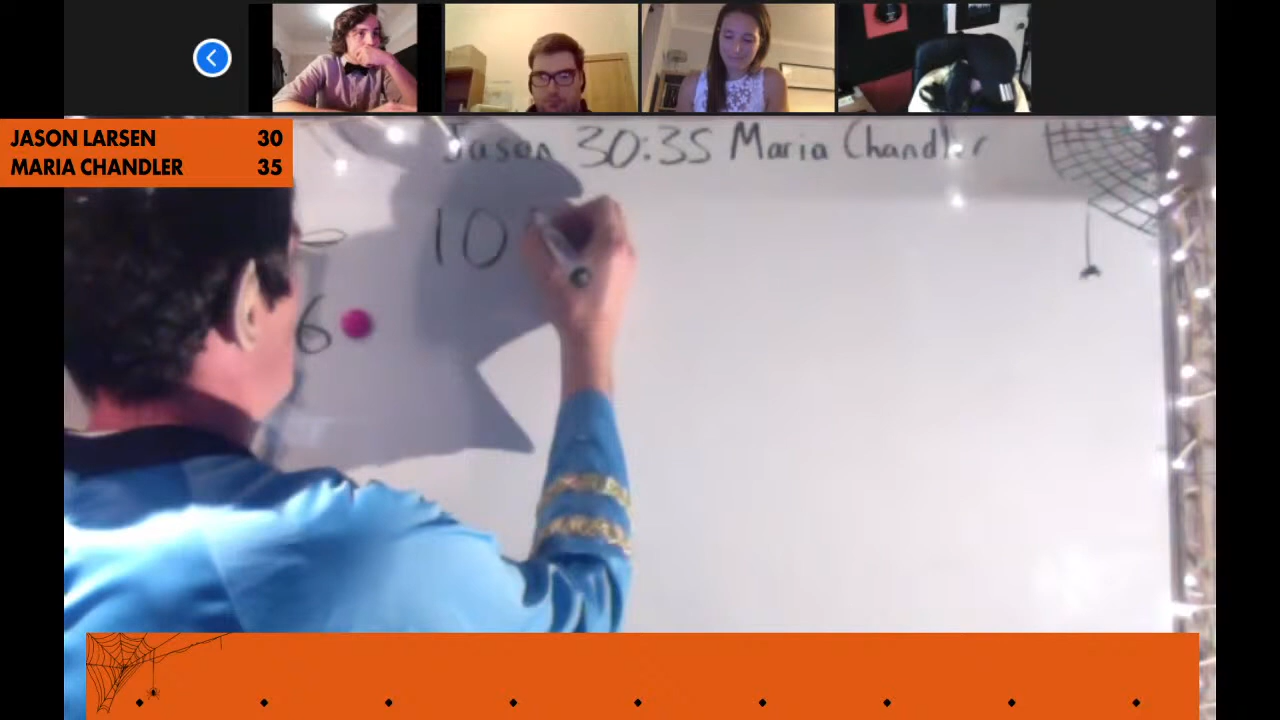 JASON LARSEN 30
MARIA CHANDLER 35
Jason 30:35 Maria Chandler
10
6